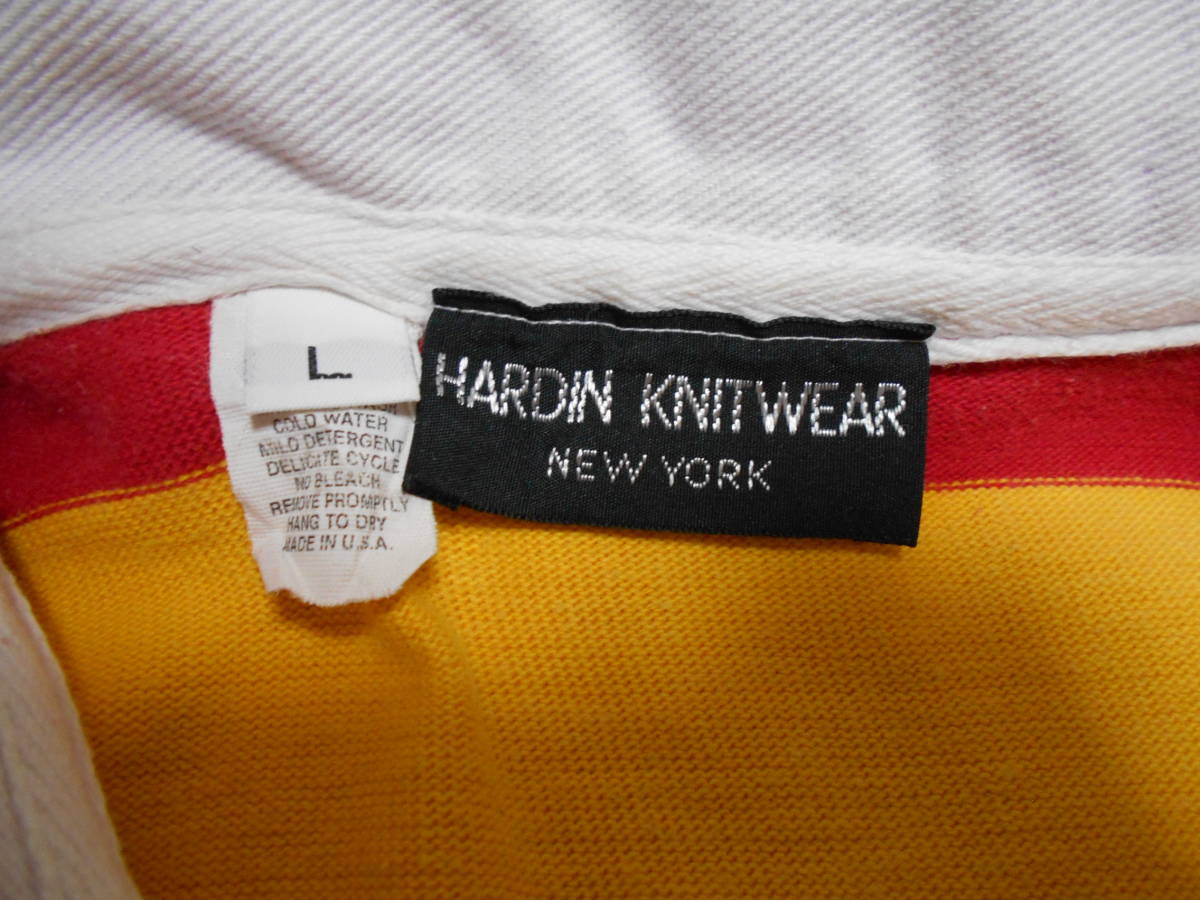 L
COLD WATER
MILD DETERGENT
DELICATE CYCLE
NO BLEACH
REMOVE PROMPTLY
HANG TO DRY
MADE IN U.S.A.
HARDIN KNITWEAR
NEW YORK